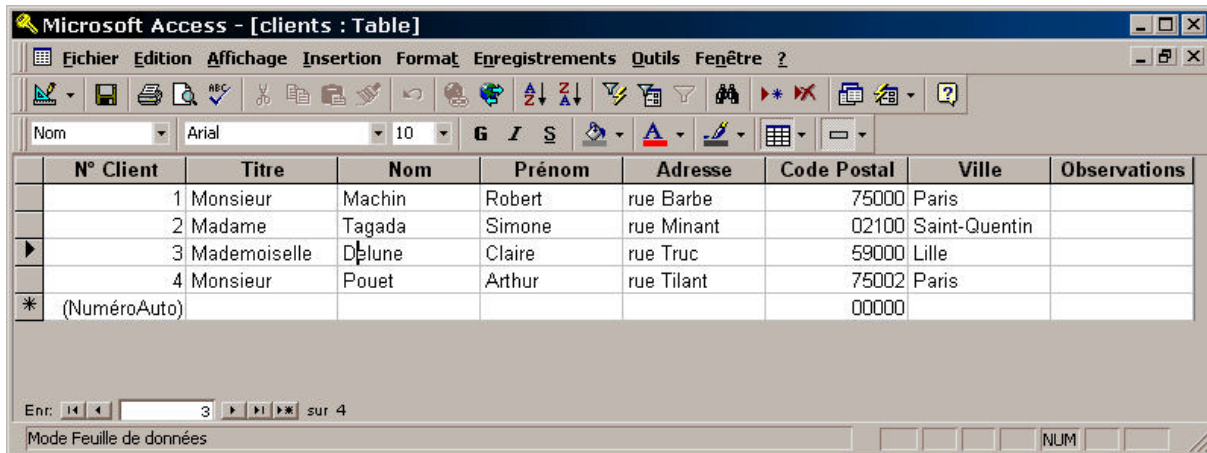 Microsoft Access - [clients : Table]
Fichier Edition Affichage Insertion Format Enregistrements Outils Fenêtre ?
Nom Arial 10 G I S A
N° Client Titre Nom Prénom Adresse Code Postal Ville Observations
1 Monsieur Machin Robert rue Barbe 75000 Paris
2 Madame Tagada Simone rue Minant 02100 Saint-Quentin
3 Mademoiselle Delune Claire rue Truc 59000 Lille
4 Monsieur Pouet Arthur rue Tilant 75002 Paris
(NuméroAuto) 00000
Enr: 3 sur 4
Mode Feuille de données NUM